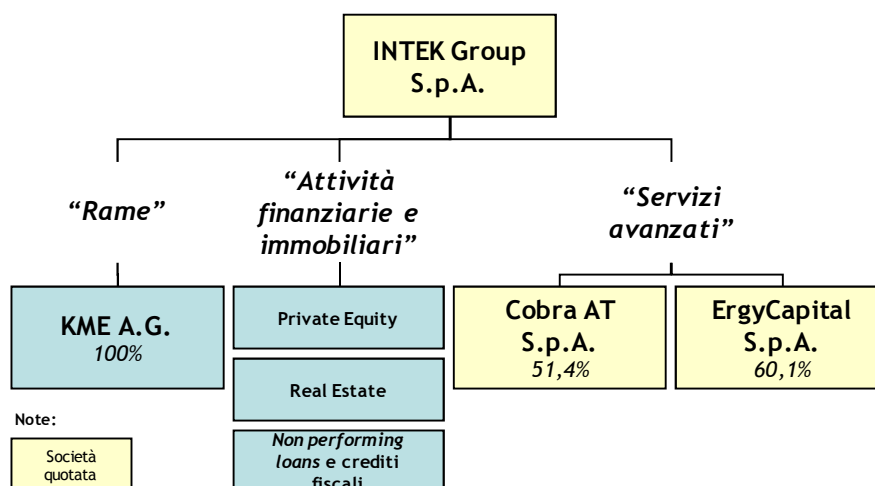 INTEK Group
S.p.A.
“Rame”
“Attività
finanziarie e
immobiliari”
“Servizi
avanzati”
KME A.G.
100%
Private Equity
Real Estate
Non performing
loans e crediti
fiscali
Cobra AT
S.p.A.
51,4%
ErgyCapital
S.p.A.
60,1%
Note:
Società
quotata